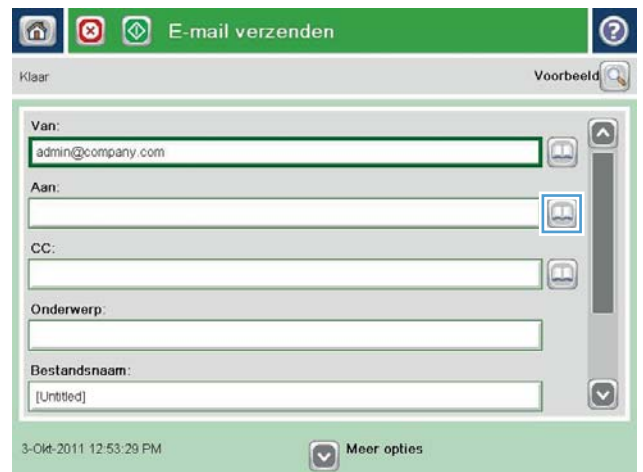 E-mail verzenden
Klaar
Voorbeeld
Van:
admin@company.com
Aan:
CC:
Onderwerp:
Bestandsnaam:
[Untitled]
3-Okt-2011 12:53:29 PM
Meer opties